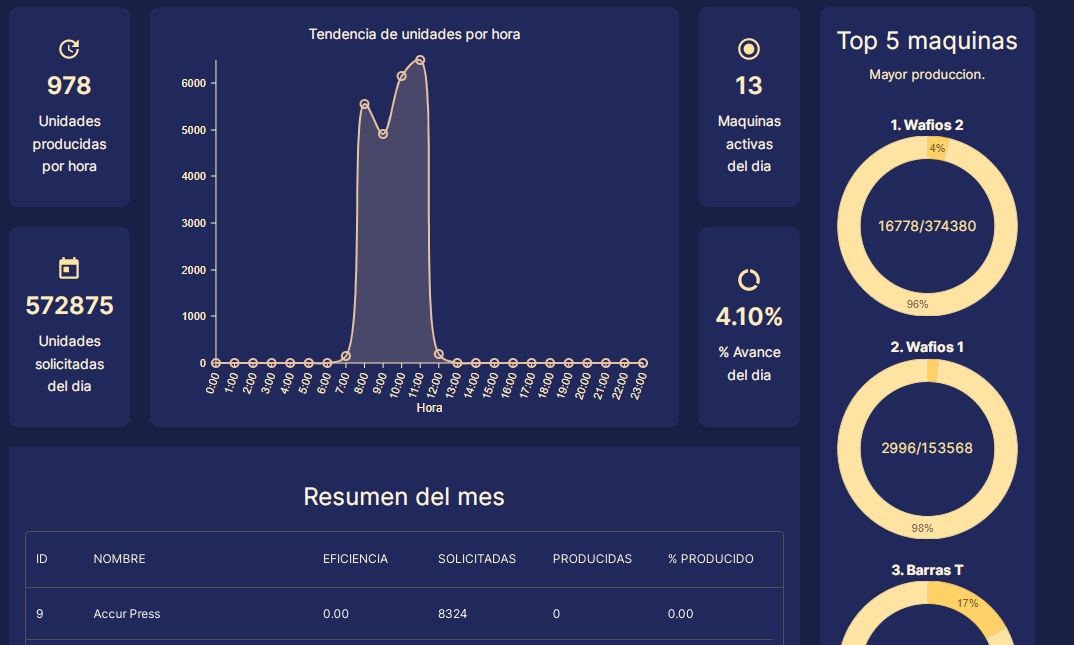 978
Unidades
producidas
por hora
572875
Unidades
solicitadas
del dia
Tendencia de unidades por hora
6000
5000
4000
3000
2000
1000
0
0:00 1:00 2:00 3:00 4:00 5:00 6:00 7:00 8:00 9:00 10:00 11:00 12:00 13:00 14:00 15:00 16:00 17:00 18:00 19:00 20:00 21:00 22:00 23:00
Hora
13
Maquinas
activas
del dia
4.10%
% Avance
del dia
Top 5 maquinas
Mayor produccion.
1. Wafios 2
4%
16778/374380
96%
2. Wafios 1
2996/153568
98%
3. Barras T
17%
Resumen del mes
ID NOMBRE EFICIENCIA SOLICITADAS PRODUCIDAS % PRODUCIDO
9 Accur Press 0.00 8324 0 0.00